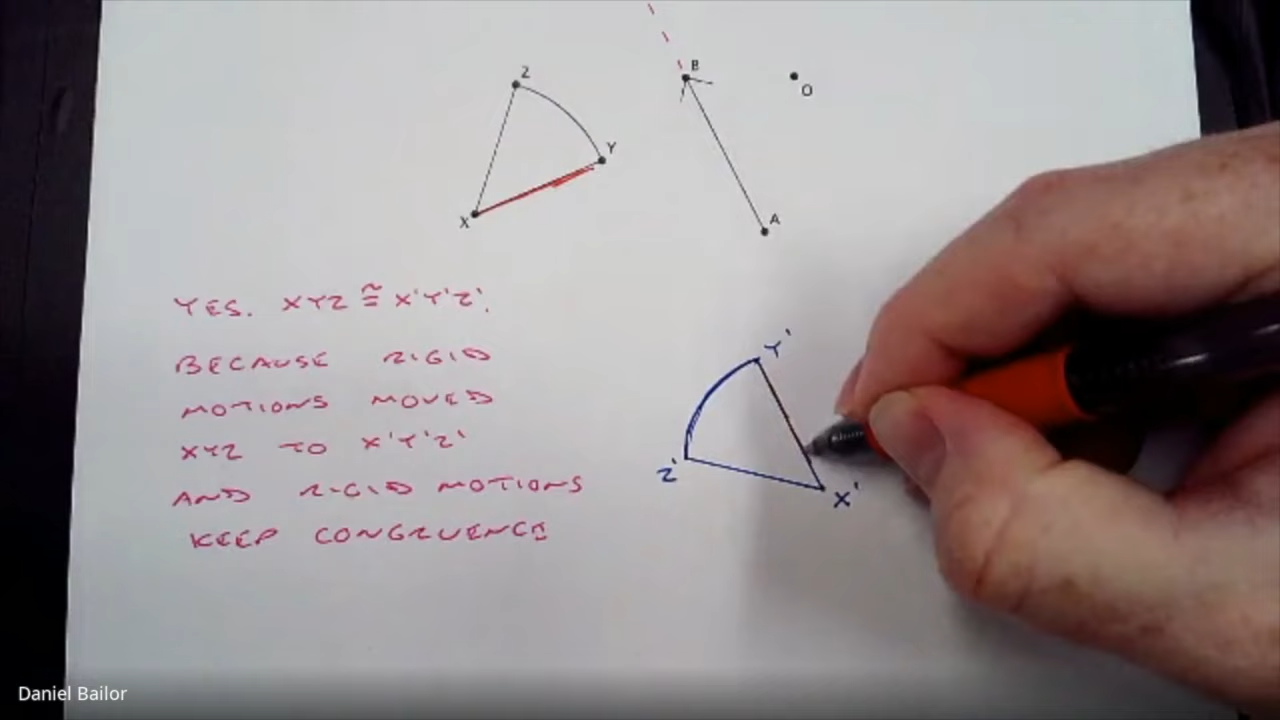 Z
B
O
Y
X
A
YES. XYZ ≅ X'Y'Z'.
BECAUSE RIGID
MOTIONS MOVED
XYZ TO X'Y'Z'
AND RIGID MOTIONS
KEEP CONGRUENCE
Y'
Z'
X'
Daniel Bailor